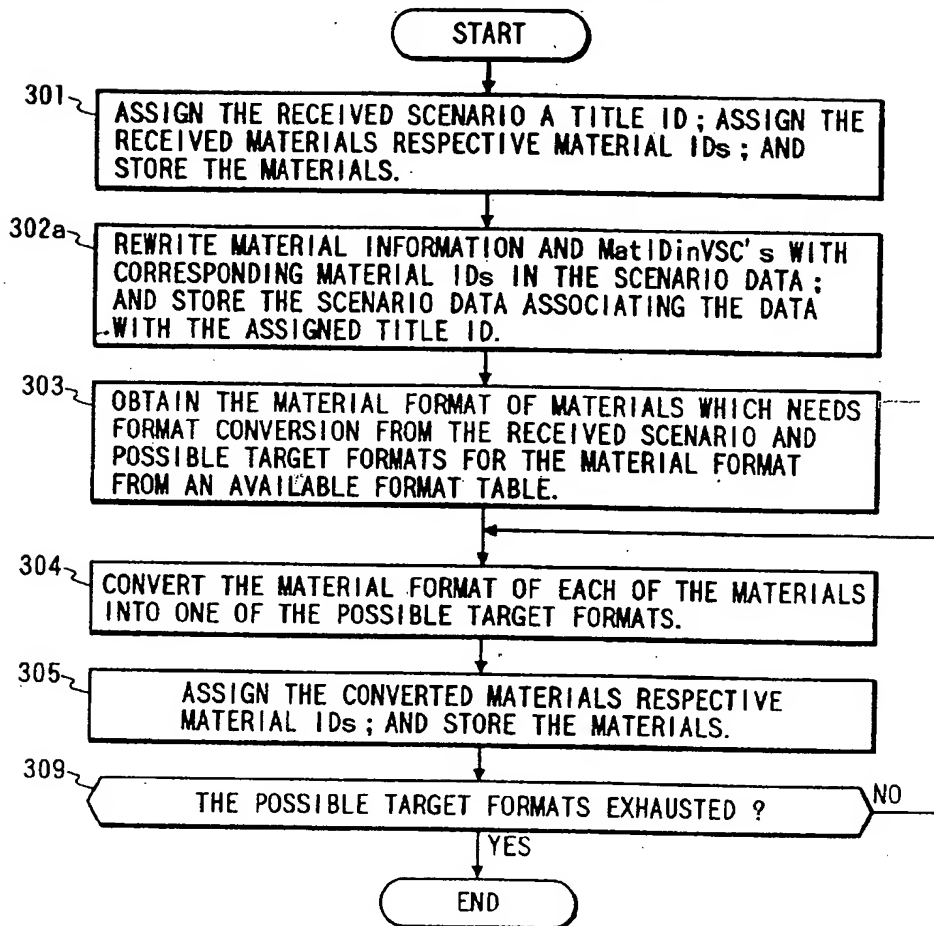 START
301
ASSIGN THE RECEIVED SCENARIO A TITLE ID; ASSIGN THE
RECEIVED MATERIALS RESPECTIVE MATERIAL IDs; AND
STORE THE MATERIALS.
302a
REWRITE MATERIAL INFORMATION AND MatIDinVSC's WITH
CORRESPONDING MATERIAL IDs IN THE SCENARIO DATA;
AND STORE THE SCENARIO DATA ASSOCIATING THE DATA
WITH THE ASSIGNED TITLE ID.
303
OBTAIN THE MATERIAL FORMAT OF MATERIALS WHICH NEEDS
FORMAT CONVERSION FROM THE RECEIVED SCENARIO AND
POSSIBLE TARGET FORMATS FOR THE MATERIAL FORMAT
FROM AN AVAILABLE FORMAT TABLE.
304
CONVERT THE MATERIAL FORMAT OF EACH OF THE MATERIALS
INTO ONE OF THE POSSIBLE TARGET FORMATS.
305
ASSIGN THE CONVERTED MATERIALS RESPECTIVE
MATERIAL IDs; AND STORE THE MATERIALS.
309
THE POSSIBLE TARGET FORMATS EXHAUSTED ?
NO
YES
END